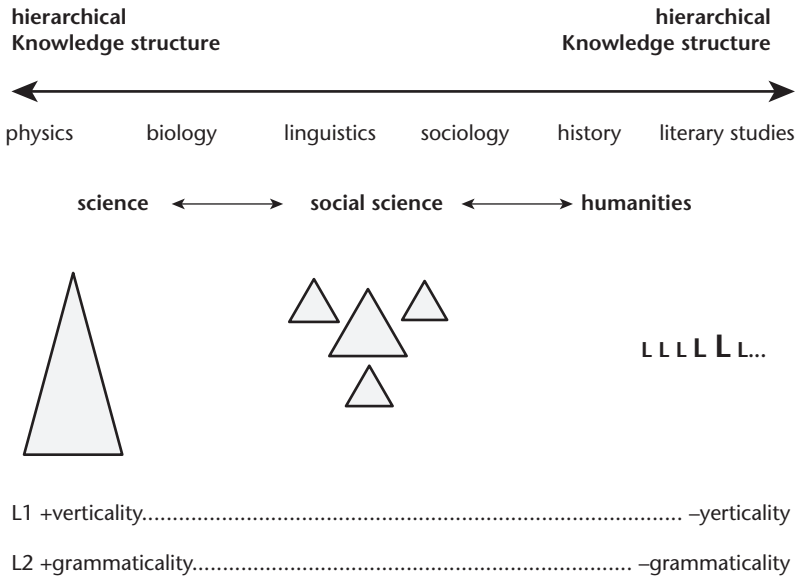 hierarchical
Knowledge structure
hierarchical
Knowledge structure
physics biology linguistics sociology history literary studies
science social science humanities
L L L L L L...
L1 +verticality.................................................................................... –yerticality
L2 +grammaticality.................................................................... –grammaticality